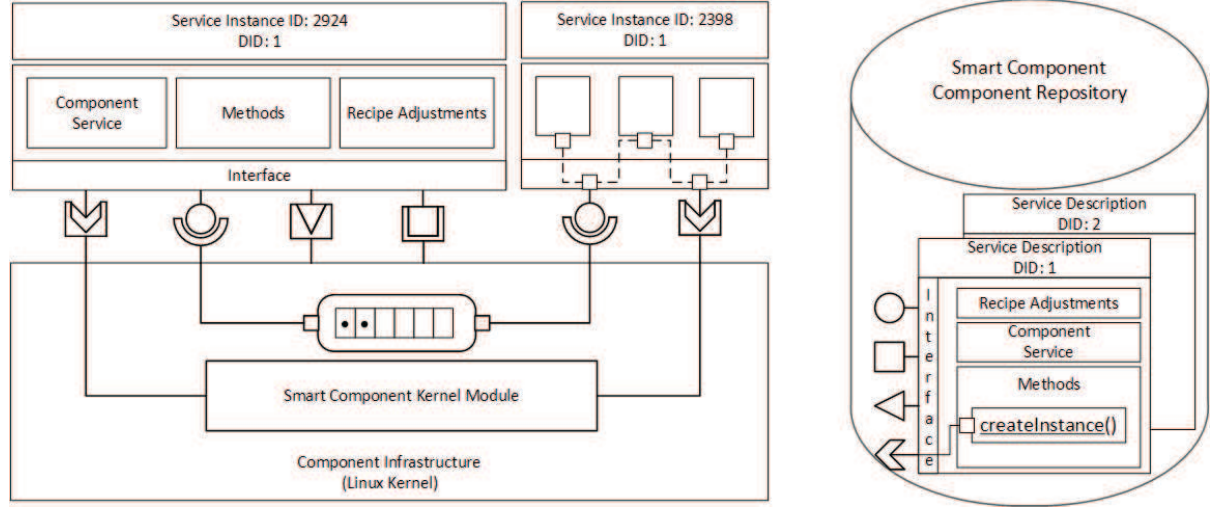 Service Instance ID: 2924
DID: 1
Component
Service
Methods
Recipe Adjustments
Interface
Service Instance ID: 2398
DID: 1
Smart Component Kernel Module
Component Infrastructure
(Linux Kernel)
Smart Component
Component Repository
Service Description
DID: 2
Service Description
DID: 1
Interface
Recipe Adjustments
Component
Service
Methods
createInstance()